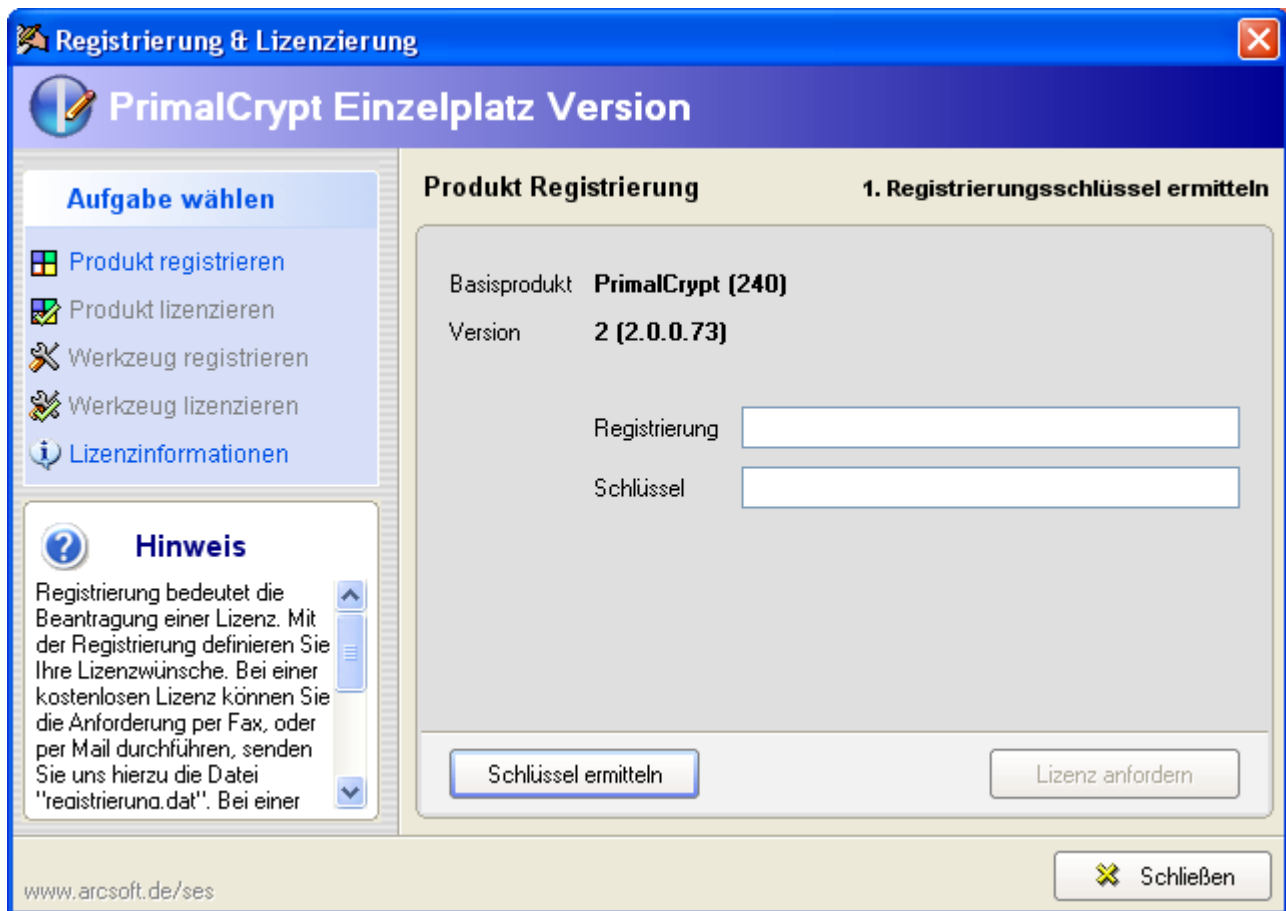 Registrierung & Lizenzierung
PrimalCrypt Einzelplatz Version
Aufgabe wählen
Produkt registrieren
Produkt lizenzieren
Werkzeug registrieren
Werkzeug lizenzieren
Lizenzinformationen
Hinweis
Registrierung bedeutet die
Beantragung einer Lizenz. Mit
der Registrierung definieren Sie
Ihre Lizenzwünsche. Bei einer
kostenlosen Lizenz können Sie
die Anforderung per Fax, oder
per Mail durchführen, senden
Sie uns hierzu die Datei
"registrierung.dat". Bei einer
Produkt Registrierung
1. Registrierungsschlüssel ermitteln
Basisprodukt PrimalCrypt (240)
Version 2 (2.0.0.73)
Registrierung
Schlüssel
Schlüssel ermitteln
Lizenz anfordern
www.arcsoft.de/ses
Schließen